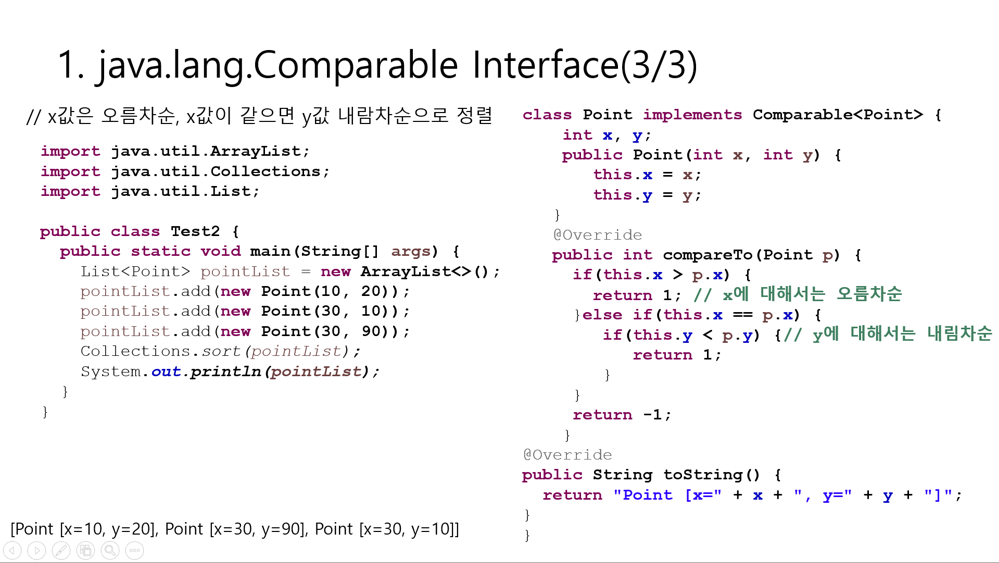 1. java.lang.Comparable Interface(3/3)
// x값은 오름차순, x값이 같으면 y값 내람차순으로 정렬
import java.util.ArrayList;
import java.util.Collections;
import java.util.List;
public class Test2 {
public static void main(String[] args) {
List<Point> pointList = new ArrayList<>();
pointList.add(new Point(10, 20));
pointList.add(new Point(30, 10));
pointList.add(new Point(30, 90));
Collections.sort(pointList);
System.out.println(pointList);
}
}
[Point [x=10, y=20], Point [x=30, y=90], Point [x=30, y=10]]
class Point implements Comparable<Point> {
int x, y;
public Point(int x, int y) {
this.x = x;
this.y = y;
}
@Override
public int compareTo(Point p) {
if(this.x > p.x) {
return 1; // x에 대해서는 오름차순
}else if(this.x == p.x) {
if(this.y < p.y) {// y에 대해서는 내림차순
return 1;
}
}
return -1;
}
@Override
public String toString() {
return "Point [x=" + x + ", y=" + y + "]";
}
}